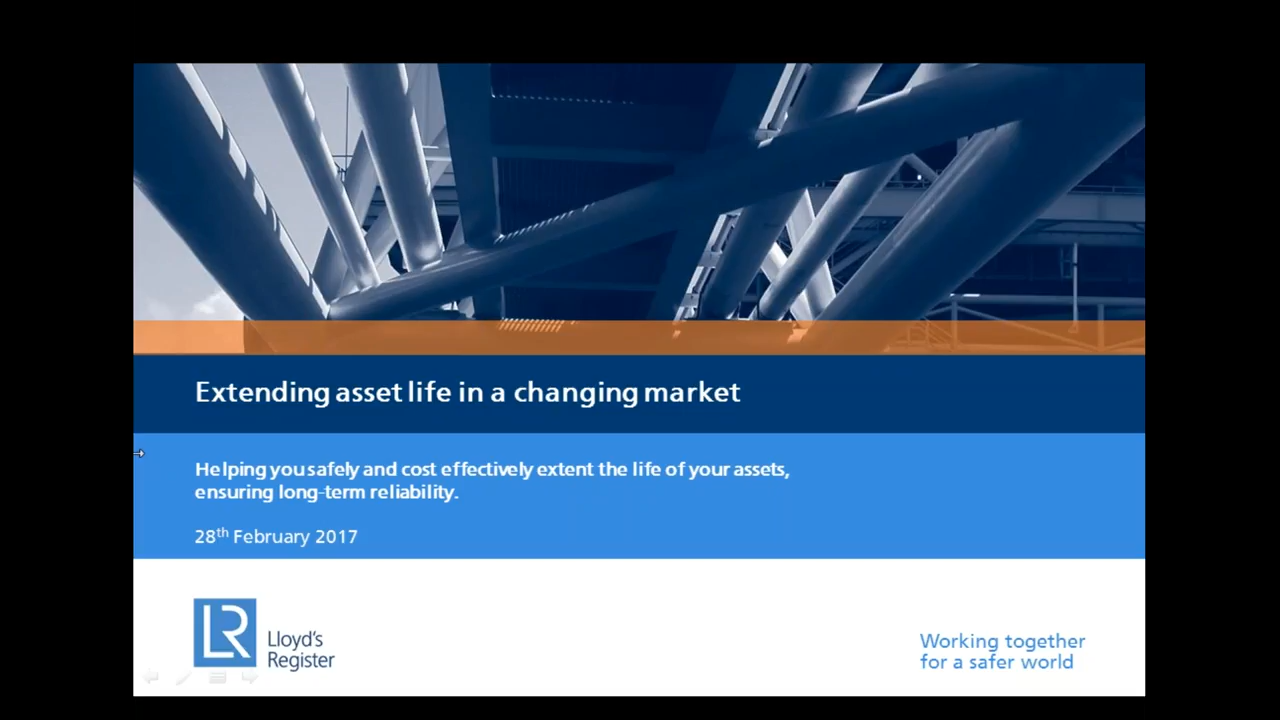 Extending asset life in a changing market
Helping you safely and cost effectively extent the life of your assets,
ensuring long-term reliability.
28th February 2017
LR
Lloyd's
Register
Working together
for a safer world